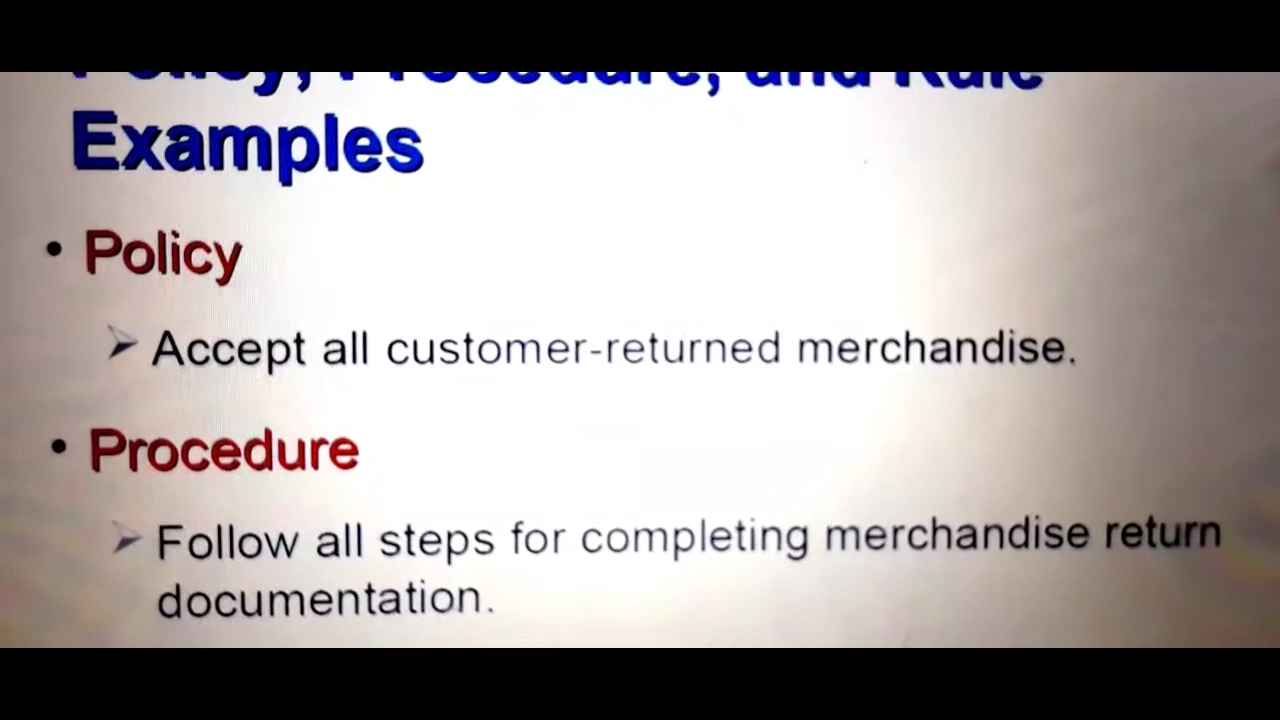 Policy, Procedure, and Rule
Examples
• Policy
➢ Accept all customer-returned merchandise.
• Procedure
➢ Follow all steps for completing merchandise return
documentation.